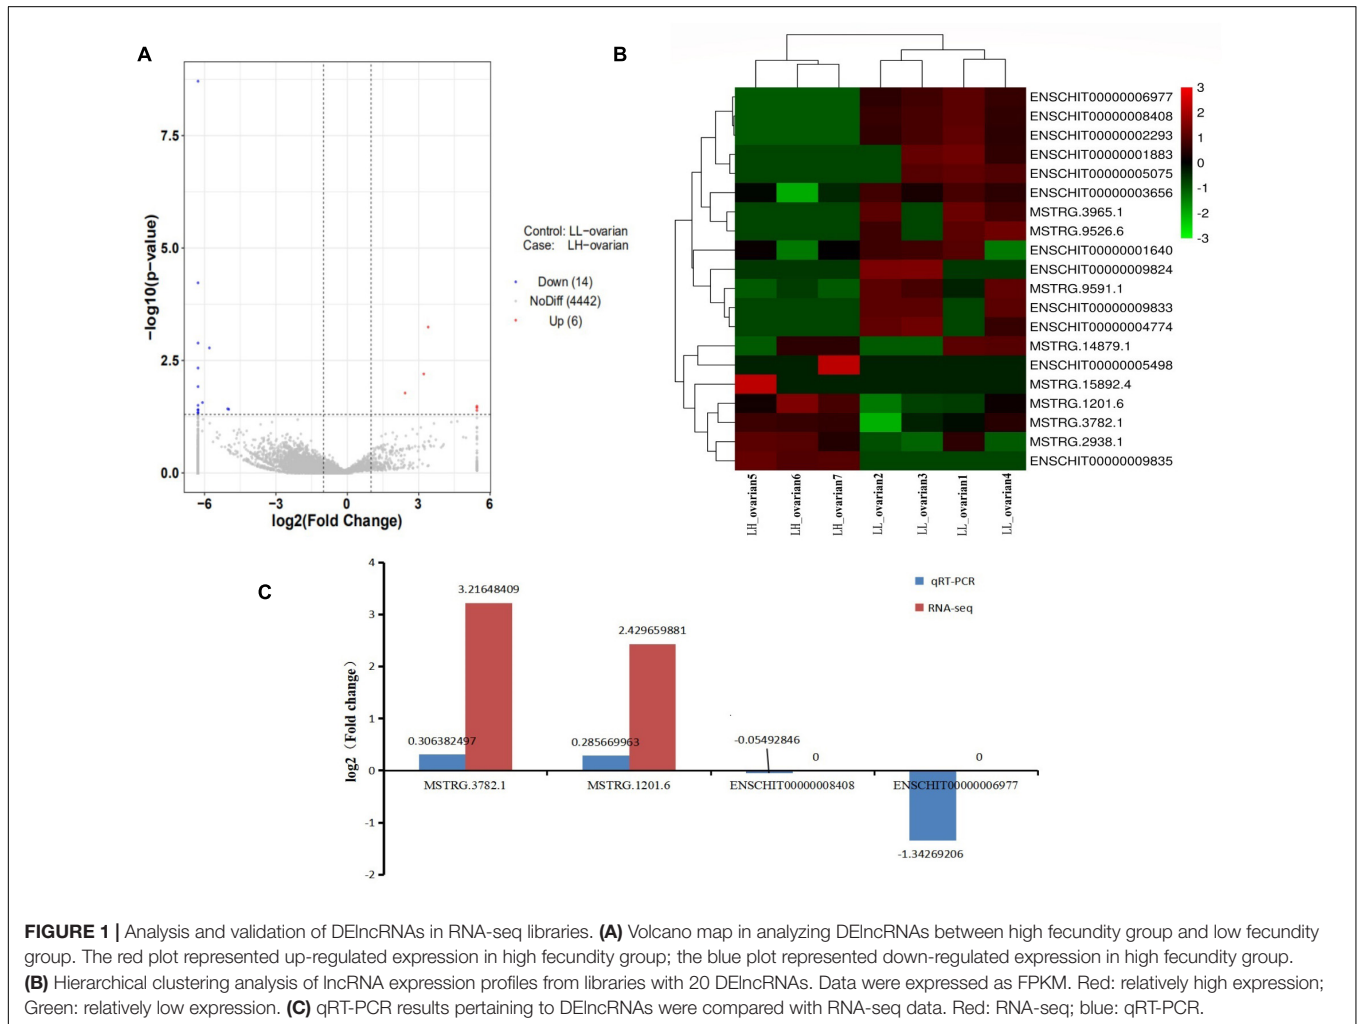 A
−log10(p−value)
7.5
5.0
2.5
0.0
−6
−3
0
3
6
log2(Fold Change)
Control: LL−ovarian
Case: LH−ovarian
Down (14)
NoDiff (4442)
Up (6)
B
ENSCHIT00000006977
ENSCHIT00000008408
ENSCHIT00000002293
ENSCHIT00000001883
ENSCHIT00000005075
ENSCHIT00000003656
MSTRG.3965.1
MSTRG.9526.6
ENSCHIT00000001640
ENSCHIT00000009824
MSTRG.9591.1
ENSCHIT00000009833
ENSCHIT00000004774
MSTRG.14879.1
ENSCHIT00000005498
MSTRG.15892.4
MSTRG.1201.6
MSTRG.3782.1
MSTRG.2938.1
ENSCHIT00000009835
3
2
1
0
-1
-2
-3
LH_ovarian5
LH_ovarian6
LH_ovarian7
LL_ovarian2
LL_ovarian3
LL_ovarian1
LL_ovarian4
C
log2（Fold change）
4
3
2
1
0
-1
-2
3.21648409
0.306382497
2.429659881
0.285669963
-0.05492846
0
0
-1.34269206
MSTRG.3782.1
MSTRG.1201.6
ENSCHIT00000008408
ENSCHIT00000006977
qRT-PCR
RNA-seq
FIGURE 1 | Analysis and validation of DElncRNAs in RNA-seq libraries. (A) Volcano map in analyzing DElncRNAs between high fecundity group and low fecundity
group. The red plot represented up-regulated expression in high fecundity group; the blue plot represented down-regulated expression in high fecundity group.
(B) Hierarchical clustering analysis of lncRNA expression profiles from libraries with 20 DElncRNAs. Data were expressed as FPKM. Red: relatively high expression;
Green: relatively low expression. (C) qRT-PCR results pertaining to DElncRNAs were compared with RNA-seq data. Red: RNA-seq; blue: qRT-PCR.